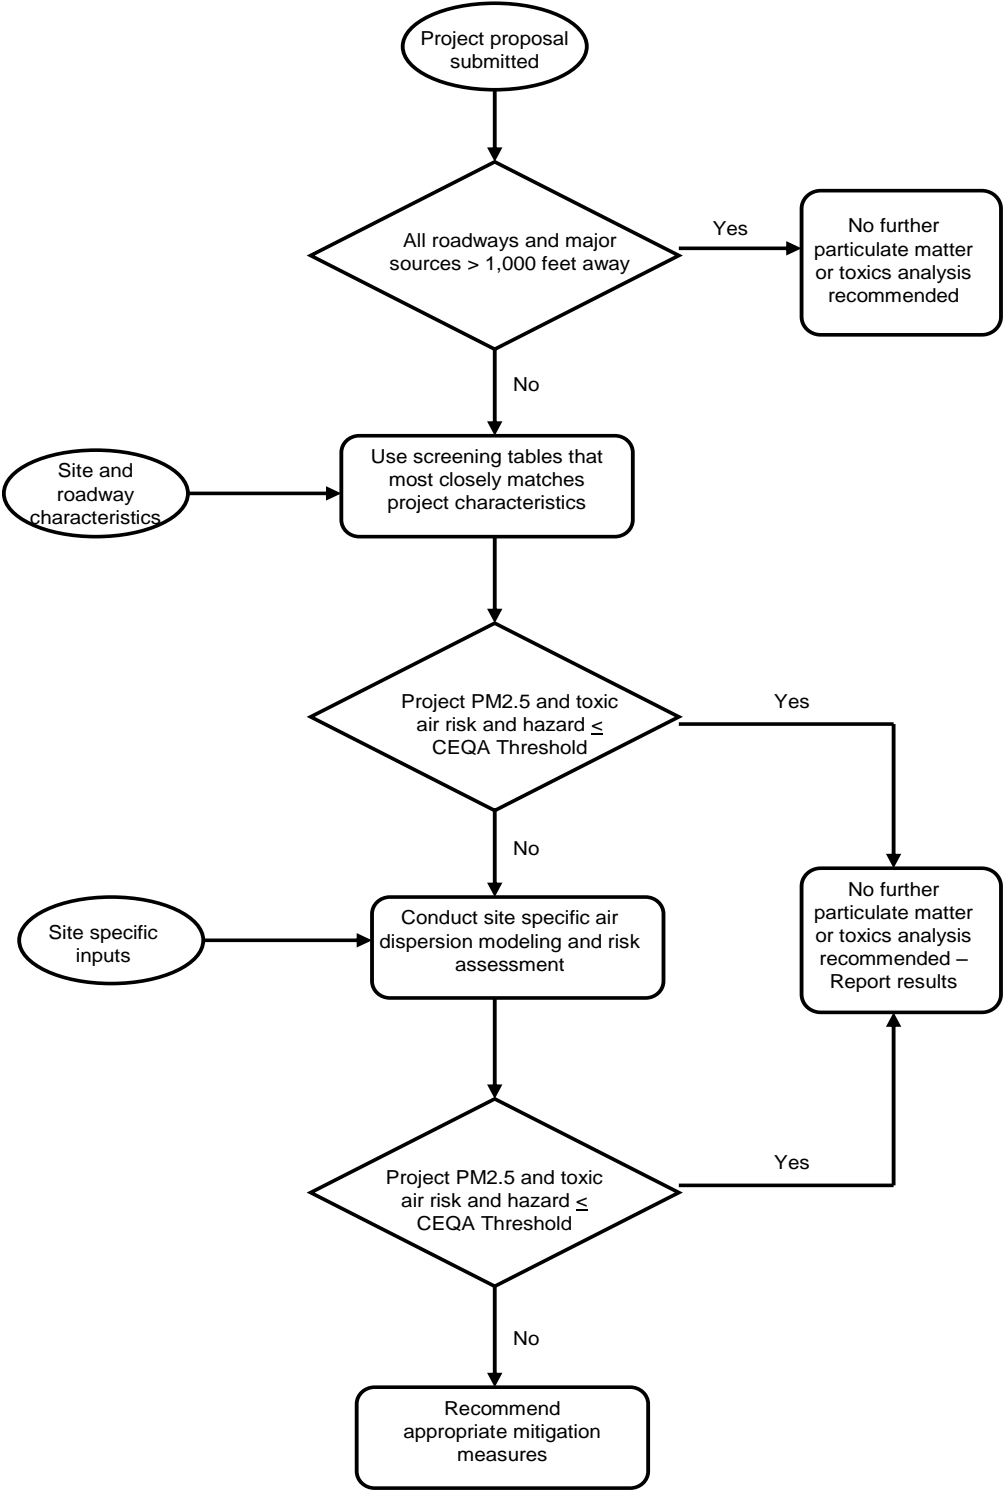 Project proposal
submitted
All roadways and major
sources > 1,000 feet away
Yes
No further
particulate matter
or toxics analysis
recommended
No
Use screening tables that
most closely matches
project characteristics
Site and
roadway
characteristics
Project PM2.5 and toxic
air risk and hazard ≤
CEQA Threshold
Yes
No
Conduct site specific air
dispersion modeling and risk
assessment
Site specific
inputs
No further
particulate matter
or toxics analysis
recommended –
Report results
Project PM2.5 and toxic
air risk and hazard ≤
CEQA Threshold
Yes
No
Recommend
appropriate mitigation
measures